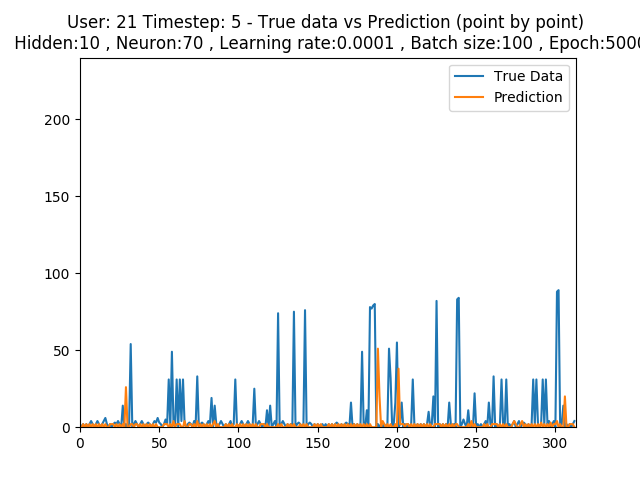 User: 21 Timestep: 5 - True data vs Prediction (point by point)
Hidden:10 , Neuron:70 , Learning rate:0.0001 , Batch size:100 , Epoch:5000
True Data
Prediction
200
150
100
50
0
0 50 100 150 200 250 300